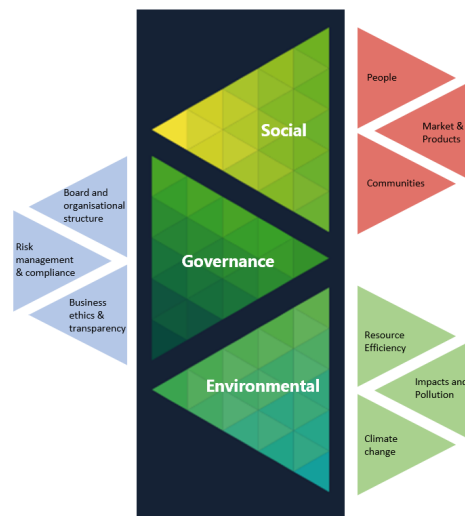 Social
People
Market &
Products
Communities
Governance
Board and
organisational
structure
Risk
management
& compliance
Business
ethics &
transparency
Environmental
Resource
Efficiency
Impacts and
Pollution
Climate
change